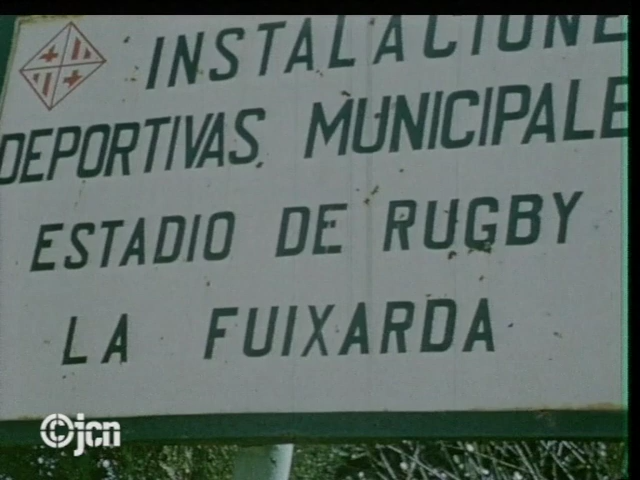 INSTALACIONE
DEPORTIVAS MUNICIPALE
ESTADIO DE RUGBY
LA FUIXARDA
©jcn